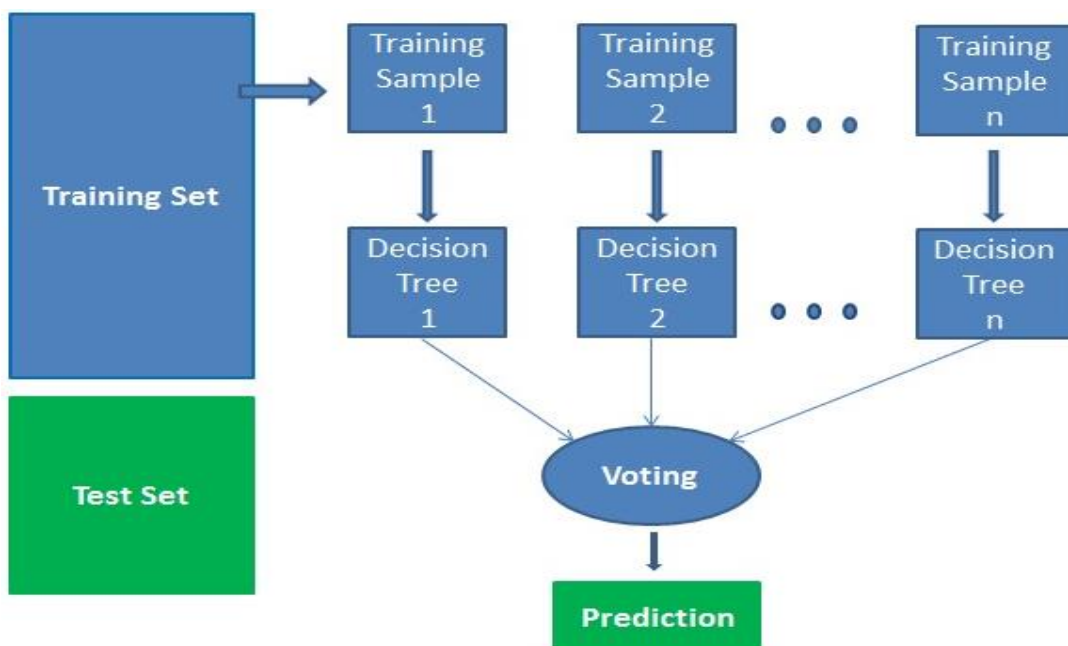 Training Set
Test Set
Training
Sample
1
Training
Sample
2
Training
Sample
n
Decision
Tree
1
Decision
Tree
2
Decision
Tree
n
Voting
Prediction